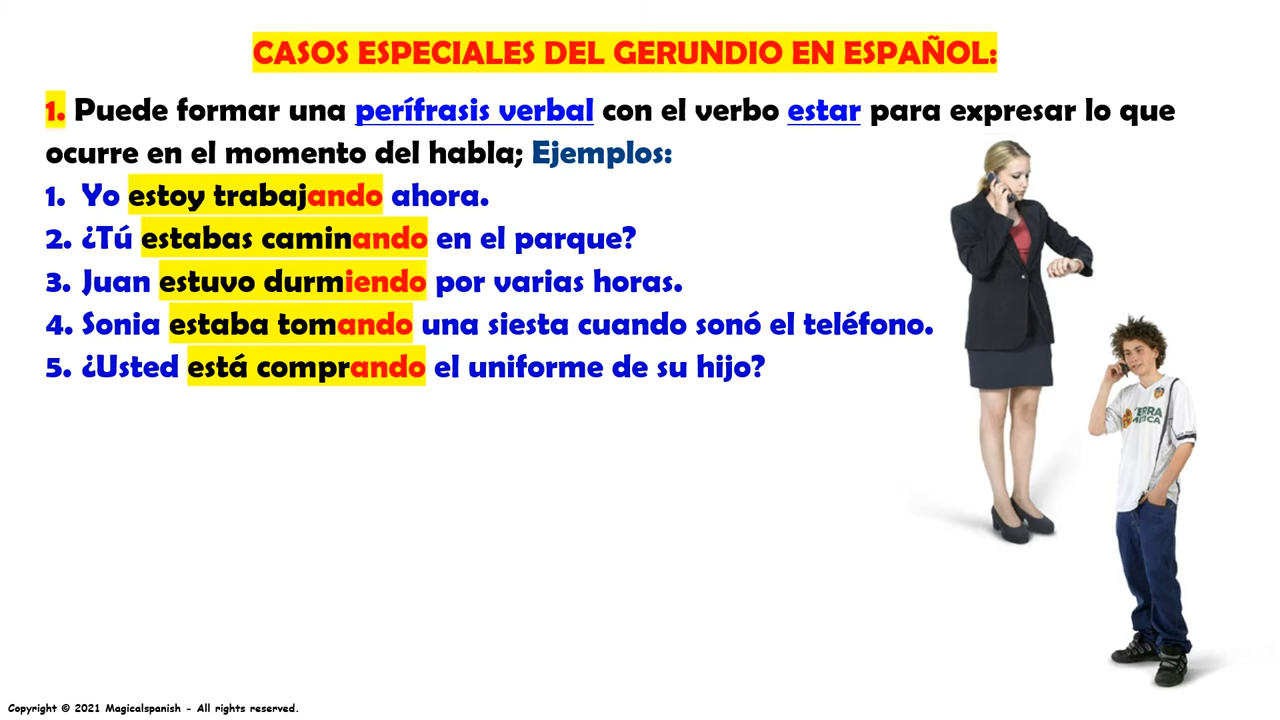 CASOS ESPECIALES DEL GERUNDIO EN ESPAÑOL:
1. Puede formar una perífrasis verbal con el verbo estar para expresar lo que
ocurre en el momento del habla; Ejemplos:
1. Yo estoy trabajando ahora.
2. ¿Tú estabas caminando en el parque?
3. Juan estuvo durmiendo por varias horas.
4. Sonia estaba tomando una siesta cuando sonó el teléfono.
5. ¿Usted está comprando el uniforme de su hijo?
Copyright © 2021 Magicalspanish - All rights reserved.